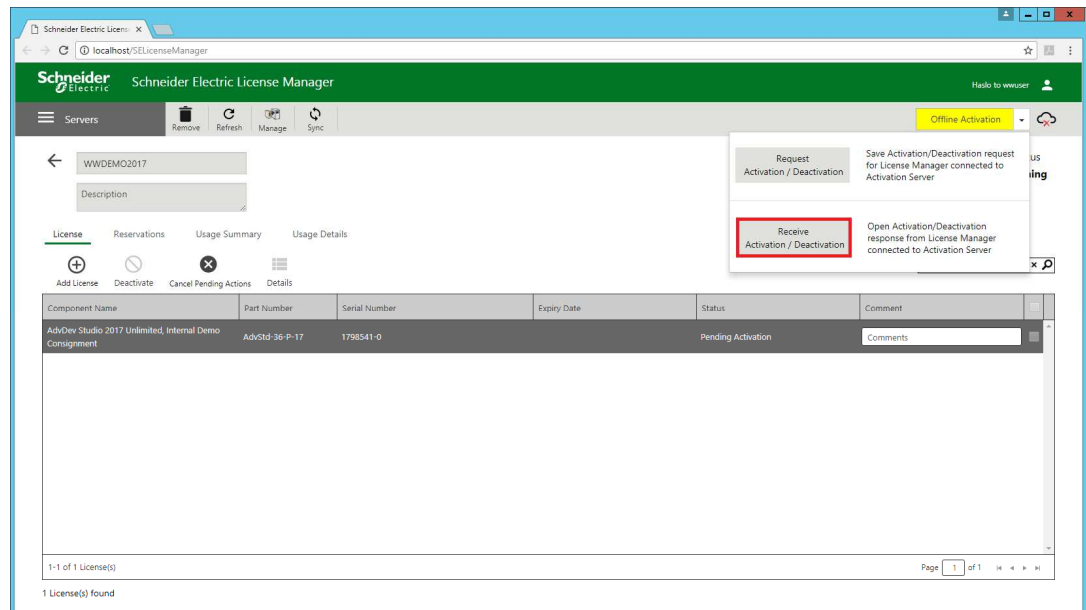 Schneider Electric Licens
localhost/SELicenseManager
Schneider Electric
Schneider Electric License Manager
Haslo to wwuser
Servers
Remove
Refresh
Manage
Sync
Offline Activation
WWDEMO2017
Description
Request
Activation / Deactivation
Save Activation/Deactivation request
for License Manager connected to
Activation Server
us
ing
Receive
Activation / Deactivation
Open Activation/Deactivation
response from License Manager
connected to Activation Server
License
Reservations
Usage Summary
Usage Details
Add License
Deactivate
Cancel Pending Actions
Details
Component Name
Part Number
Serial Number
Expiry Date
Status
Comment
AdvDev Studio 2017 Unlimited, Internal Demo
Consignment
AdvStd-36-P-17
1798541-0
Pending Activation
Comments
1-1 of 1 License(s)
Page 1 of 1
1 License(s) found